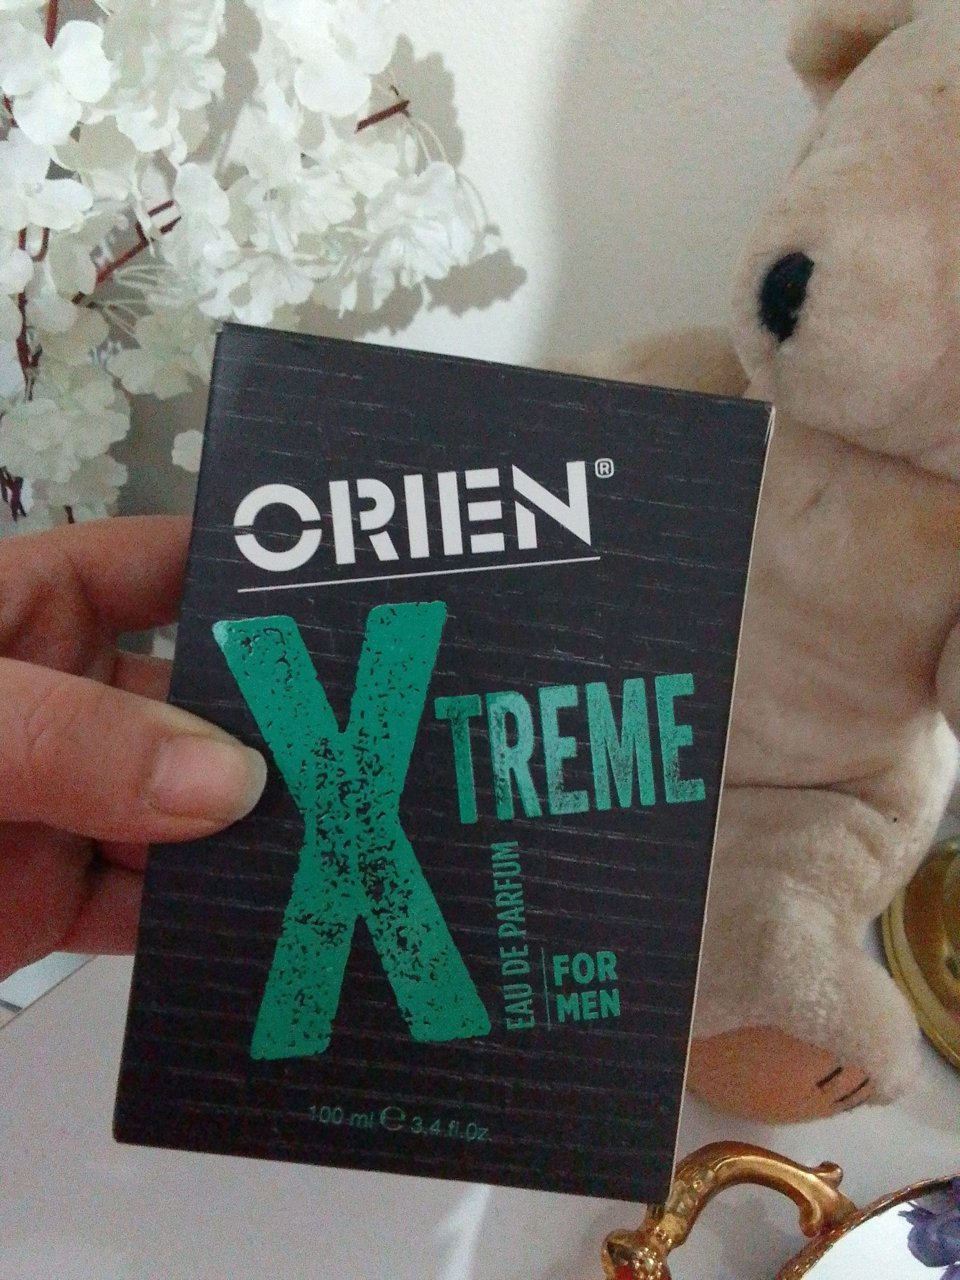 ORIEN®
XTREME
EAU DE PARFUM
FOR
MEN
100 ml ℮ 3.4 fl.Oz.